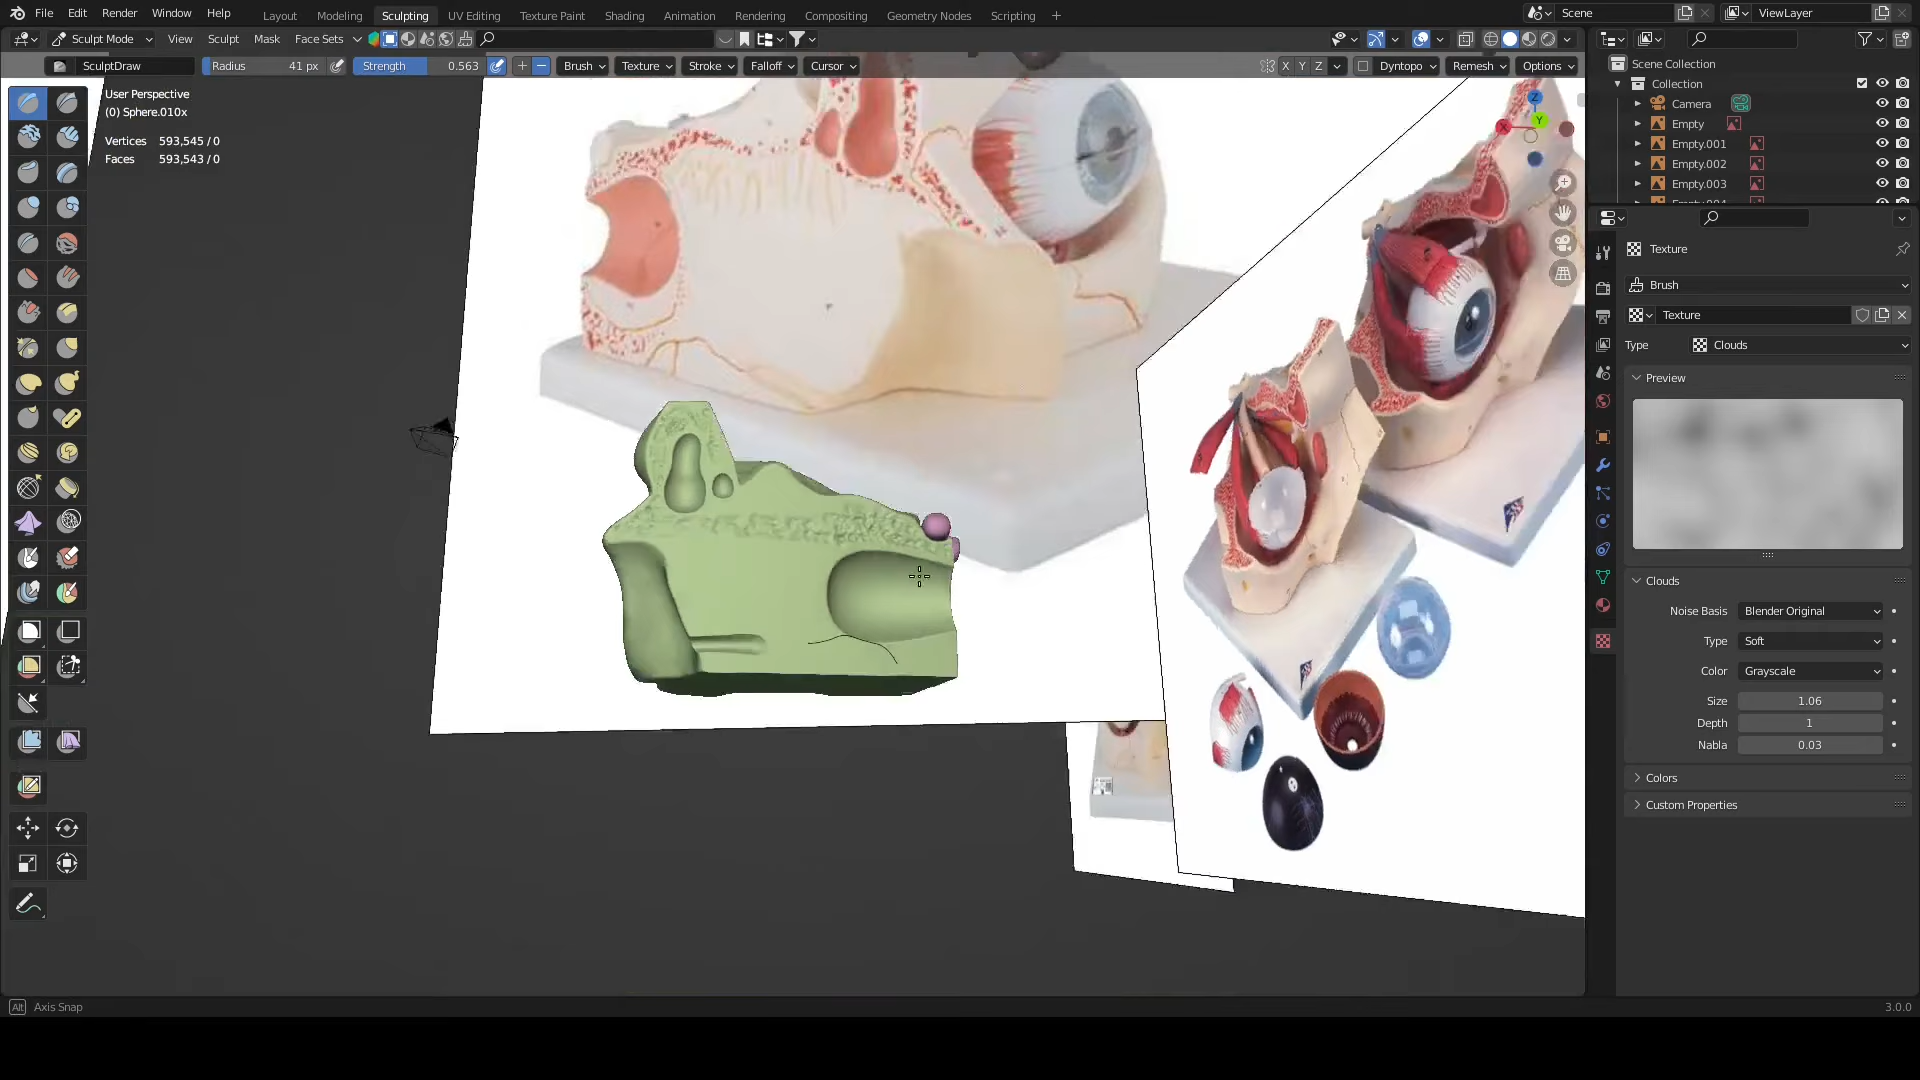 File Edit Render Window Help Layout Modeling Sculpting UV Editing Texture Paint Shading Animation Rendering Compositing Geometry Nodes Scripting + Scene ViewLayer
Sculpt Mode View Sculpt Mask Face Sets
SculptDraw Radius 41 px Strength 0.563 Brush Texture Stroke Falloff Cursor X Y Z Dyntopo Remesh Options
User Perspective
(0) Sphere.010x
Vertices 593,545 / 0
Faces 593,543 / 0
Z
Y
X
Scene Collection
Collection
Camera
Empty
Empty.001
Empty.002
Empty.003
Texture
Brush
Texture
Type Clouds
Preview
Clouds
Noise Basis Blender Original
Type Soft
Color Grayscale
Size 1.06
Depth 1
Nabla 0.03
Colors
Custom Properties
Alt Axis Snap 3.0.0